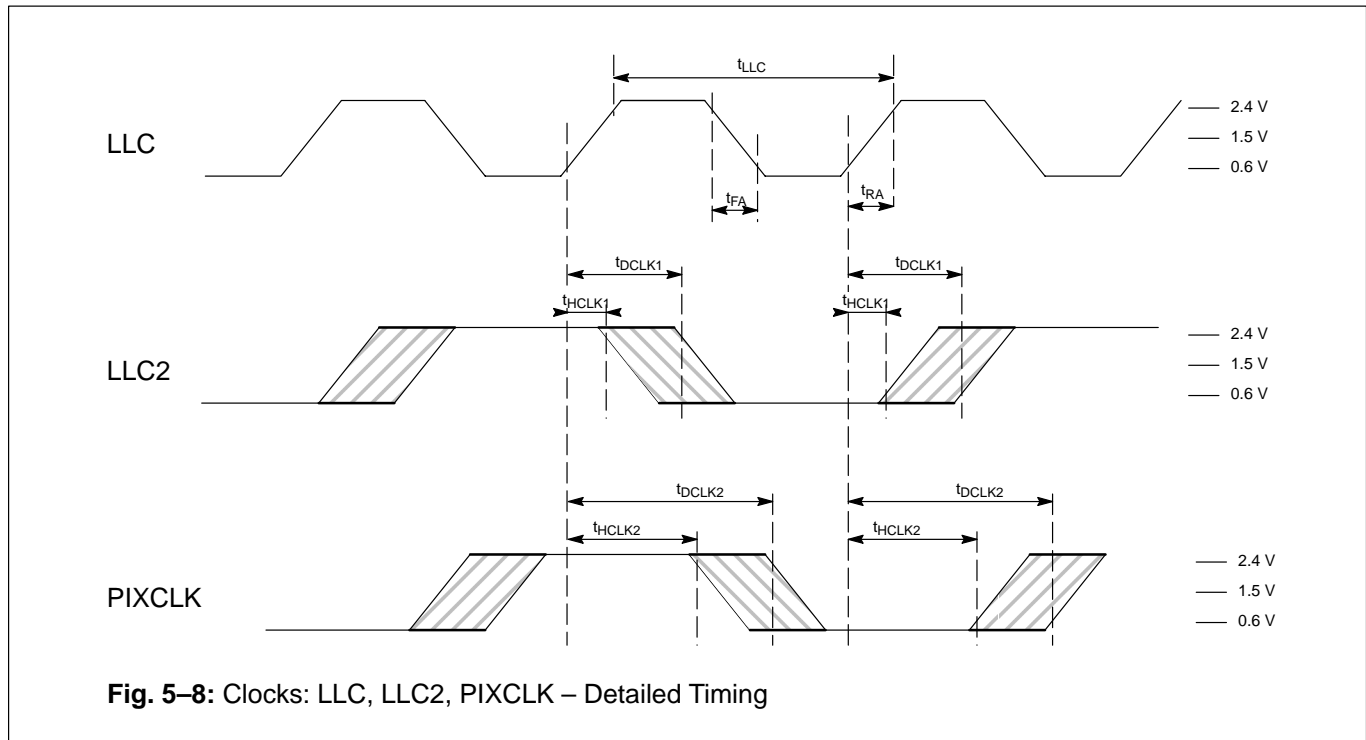 tLLC
2.4 V
LLC
1.5 V
0.6 V
tFA
tRA
tDCLK1
tDCLK1
tHCLK1
tHCLK1
2.4 V
LLC2
1.5 V
0.6 V
tDCLK2
tDCLK2
tHCLK2
tHCLK2
2.4 V
PIXCLK
1.5 V
0.6 V
Fig. 5–8: Clocks: LLC, LLC2, PIXCLK – Detailed Timing